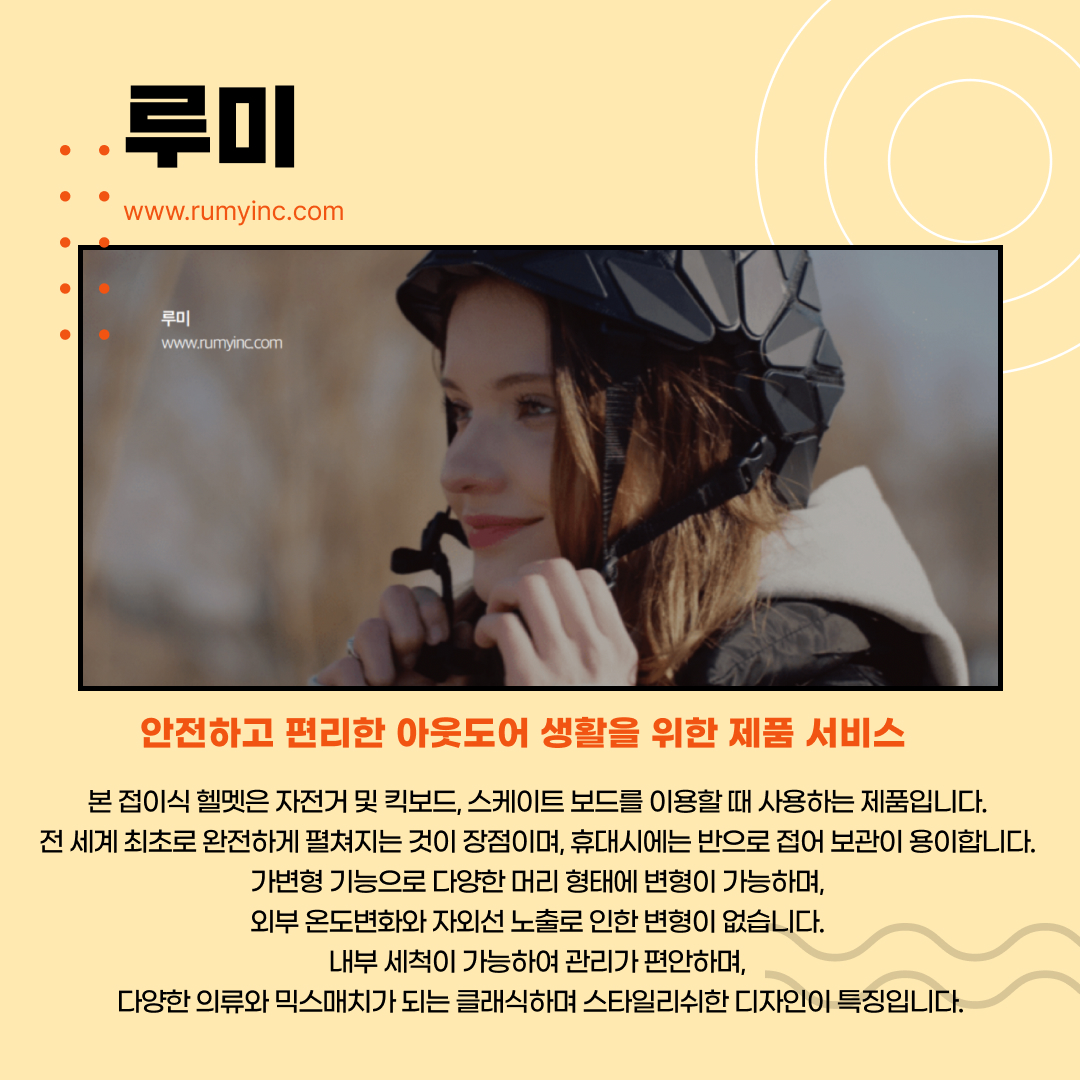 루미
www.rumyinc.com
루미
www.rumyinc.com
안전하고 편리한 아웃도어 생활을 위한 제품 서비스
본 접이식 헬멧은 자전거 및 킥보드, 스케이트 보드를 이용할 때 사용하는 제품입니다.
전 세계 최초로 완전하게 펼쳐지는 것이 장점이며, 휴대시에는 반으로 접어 보관이 용이합니다.
가변형 기능으로 다양한 머리 형태에 변형이 가능하며,
외부 온도변화와 자외선 노출로 인한 변형이 없습니다.
내부 세척이 가능하여 관리가 편안하며,
다양한 의류와 믹스매치가 되는 클래식하며 스타일리쉬한 디자인이 특징입니다.